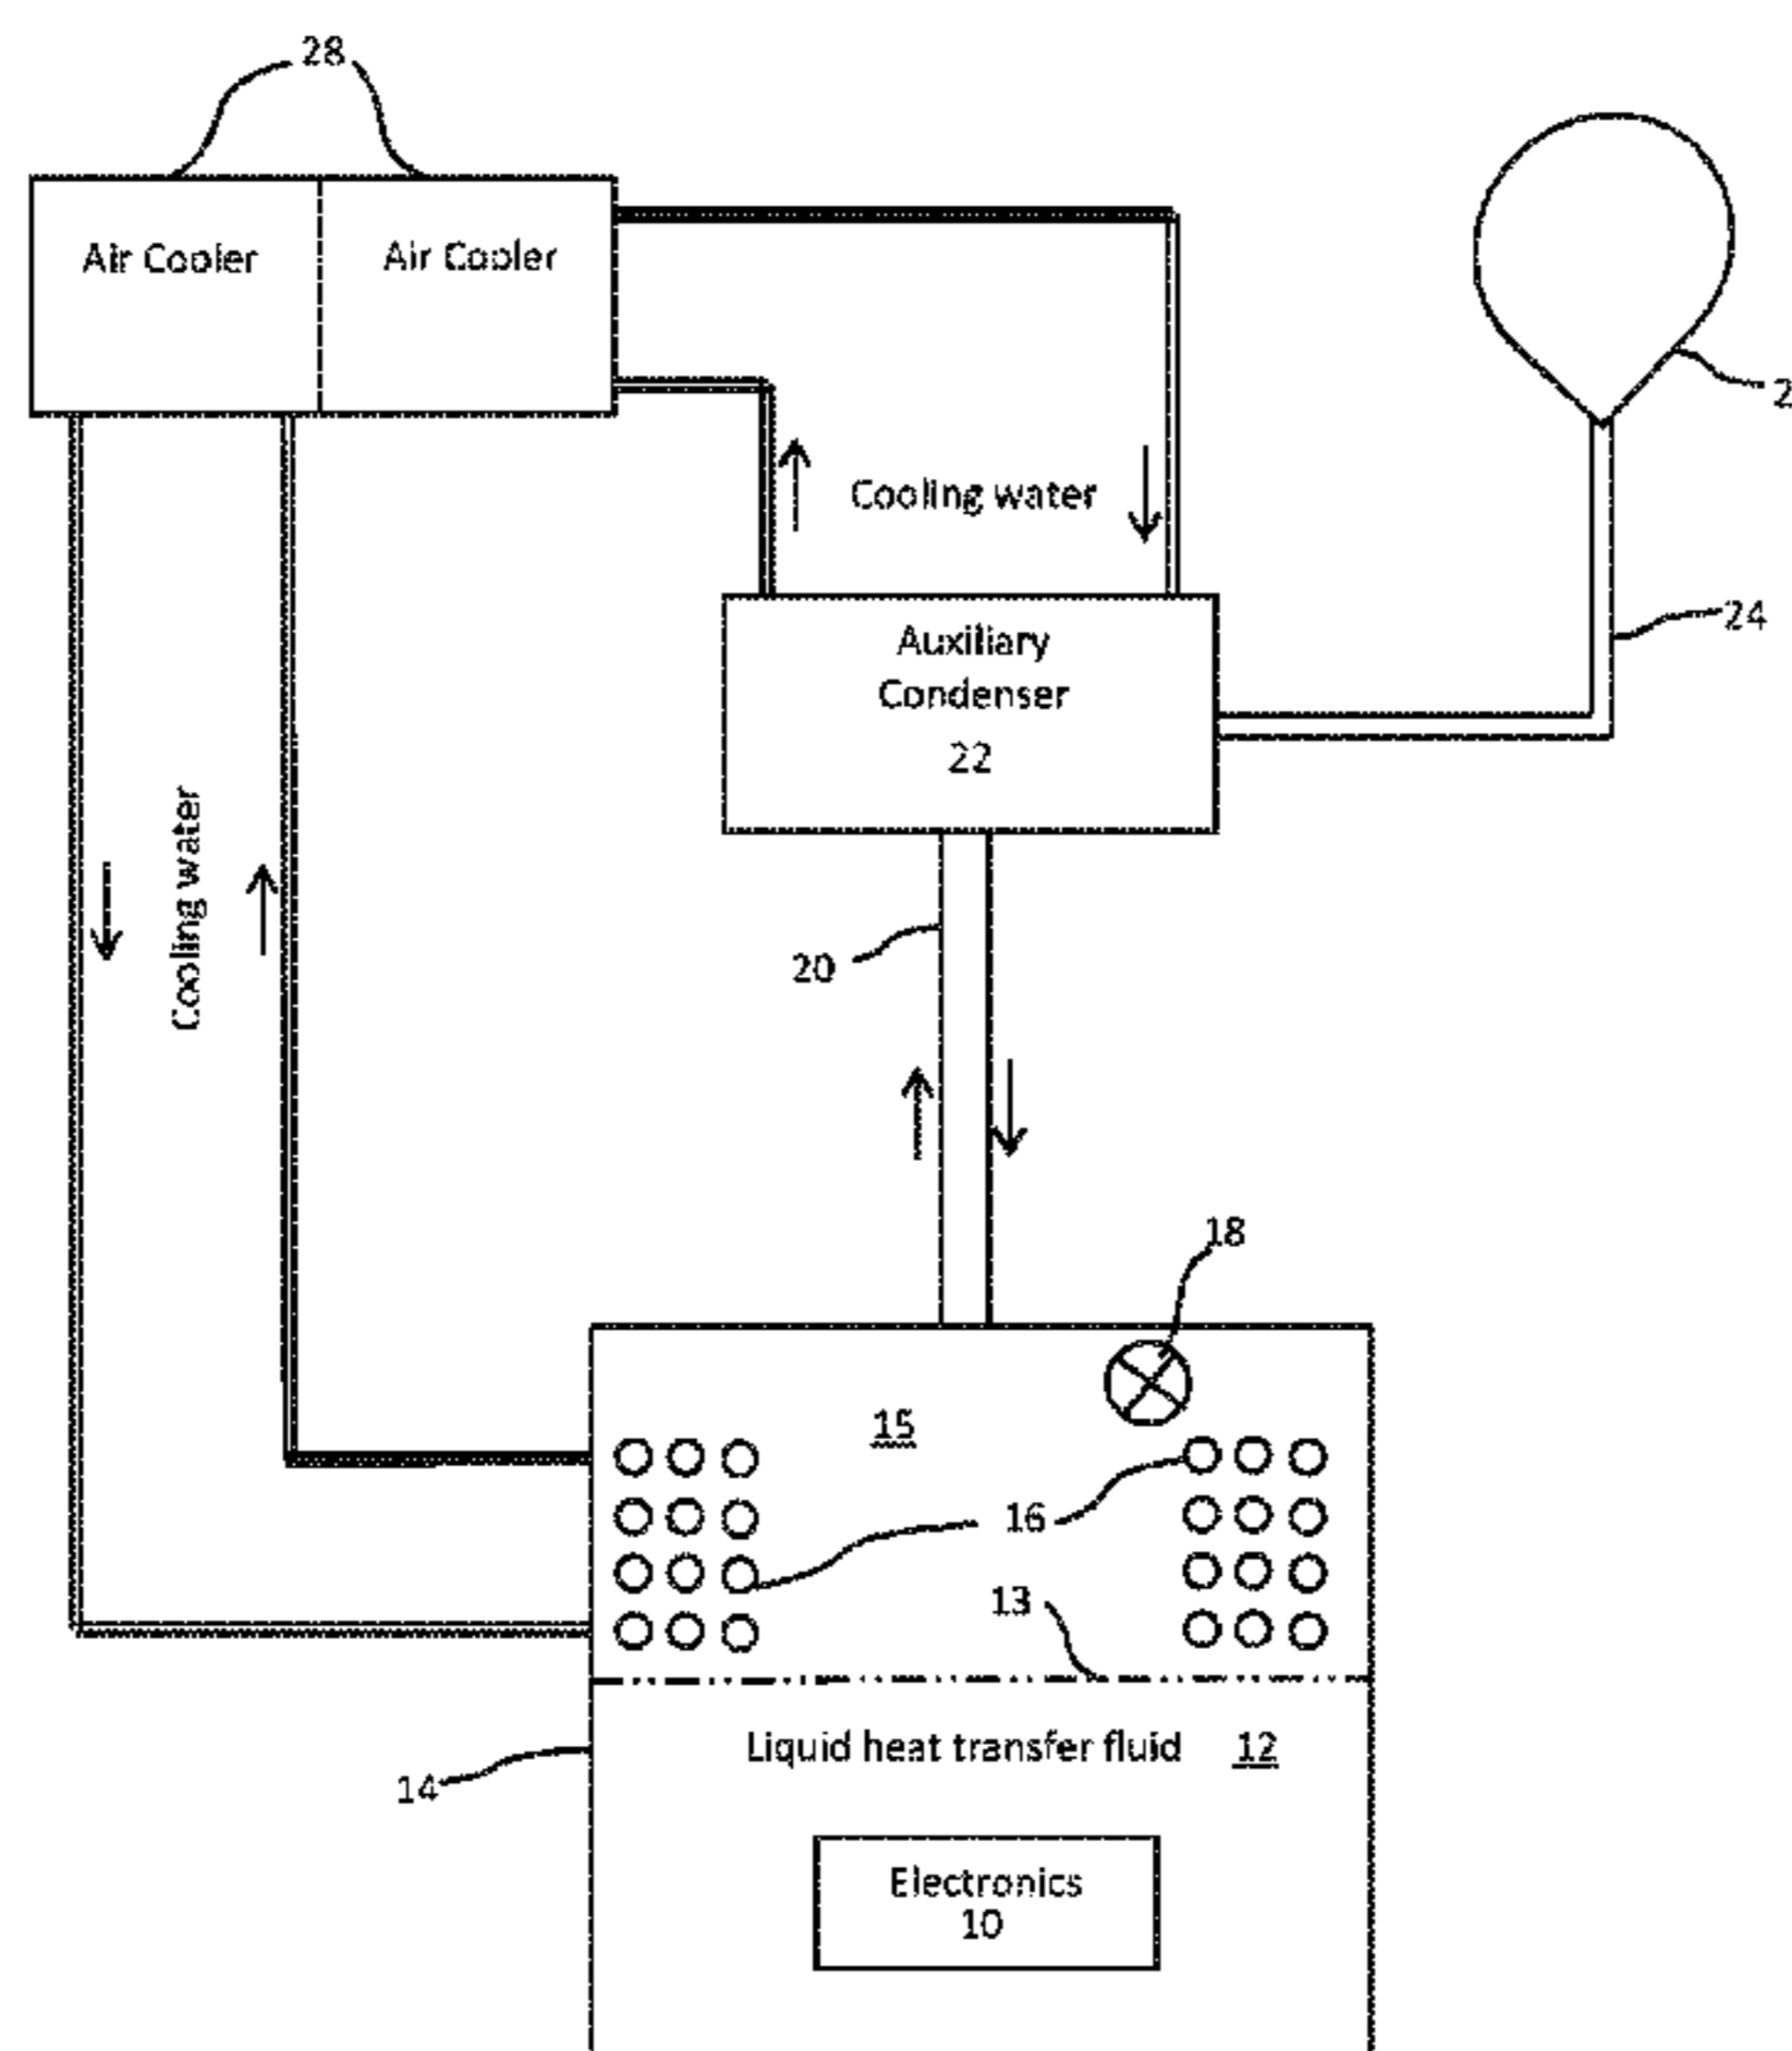 28
Air Cooler
Air Cooler
2
Cooling water
24
Auxiliary
Condenser
22
Cooling water
20
18
15
16
13
Liquid heat transfer fluid 12
14
Electronics
10